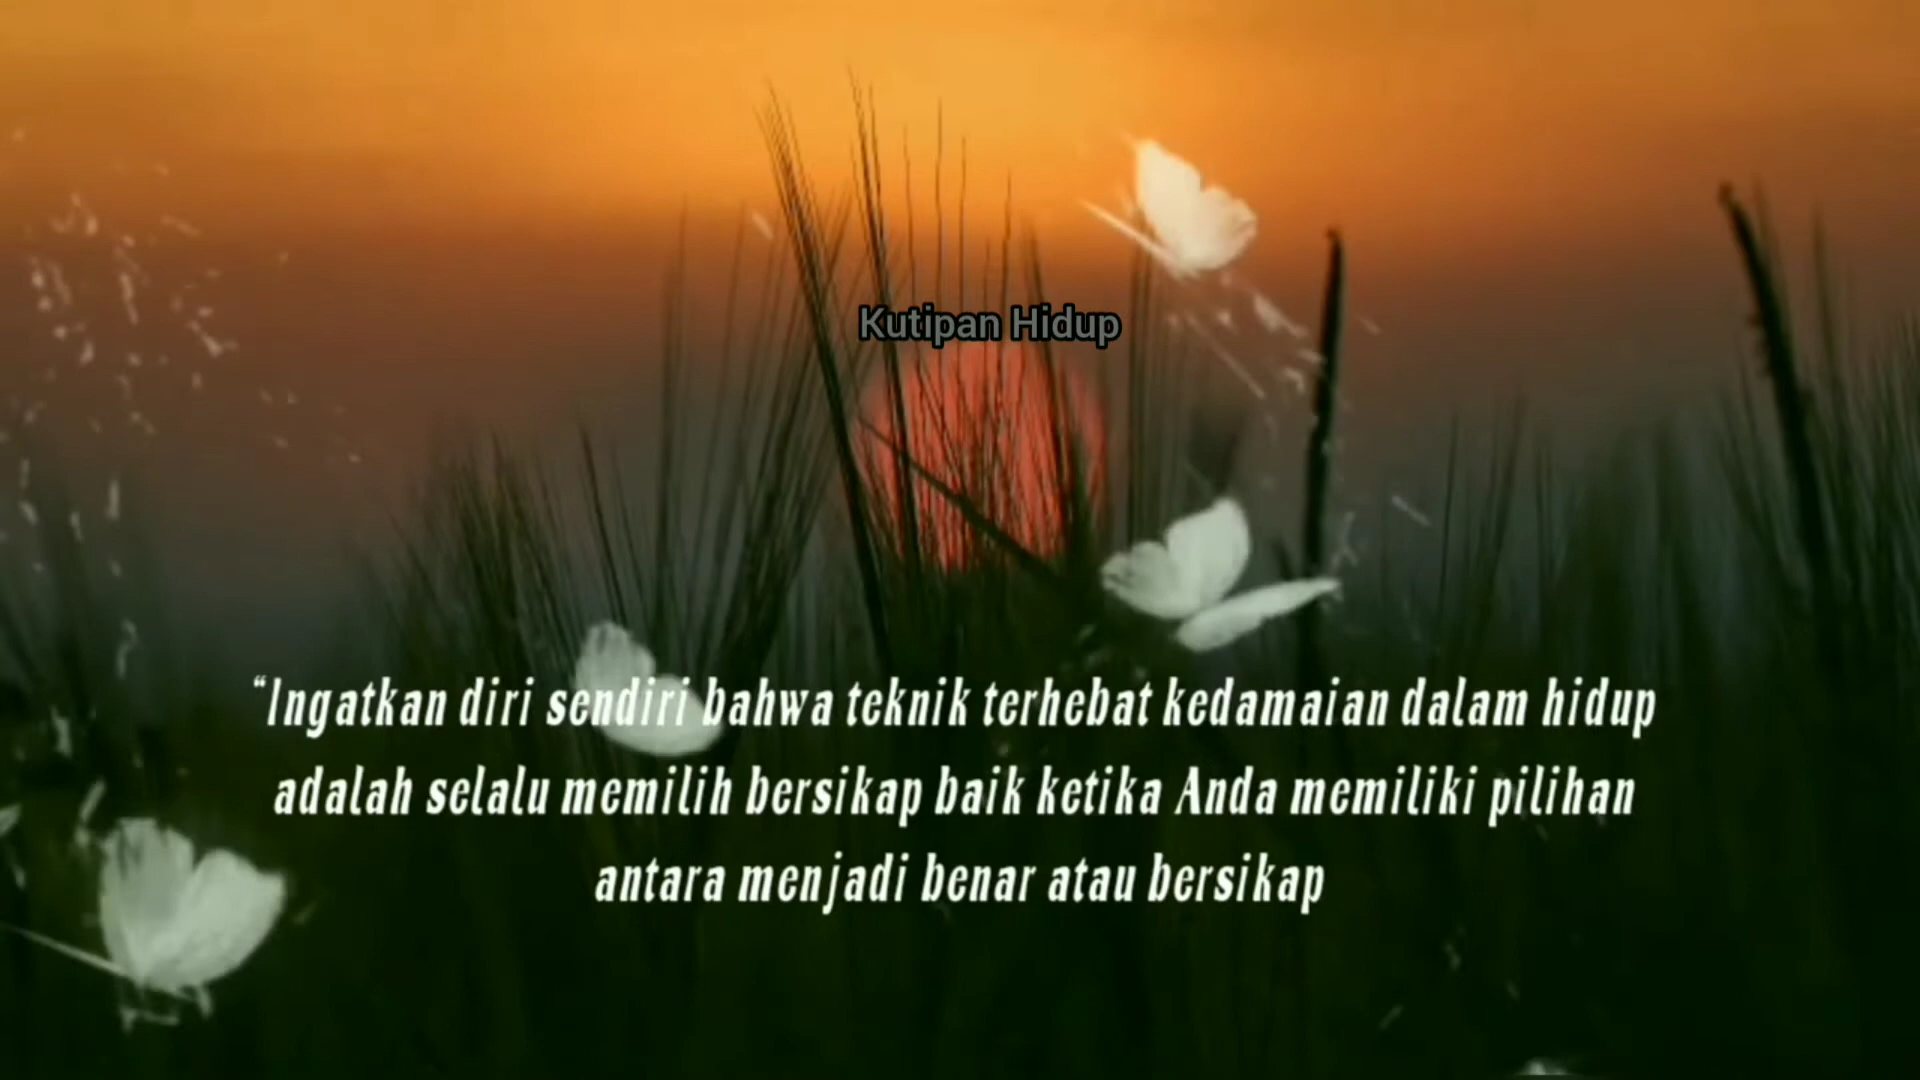 Kutipan Hidup
“Ingatkan diri sendiri bahwa teknik terhebat kedamaian dalam hidup
adalah selalu memilih bersikap baik ketika Anda memiliki pilihan
antara menjadi benar atau bersikap